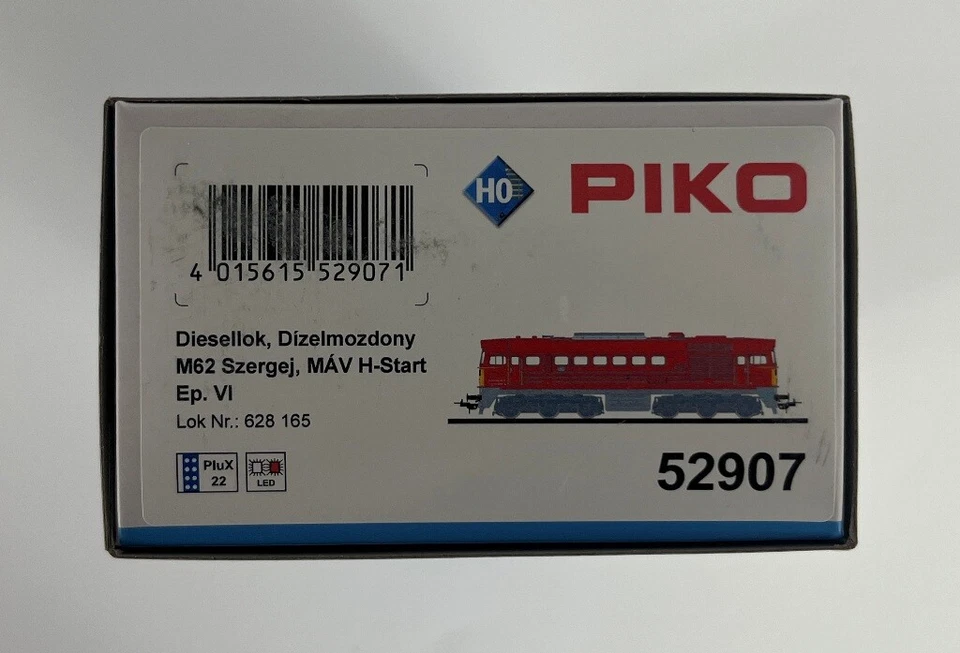 H0
PIKO
4 015615 529071
Diesellok, Dízelmozdony
M62 Szergej, MÁV H-Start
Ep. VI
Lok Nr.: 628 165
PluX
22
LED
52907